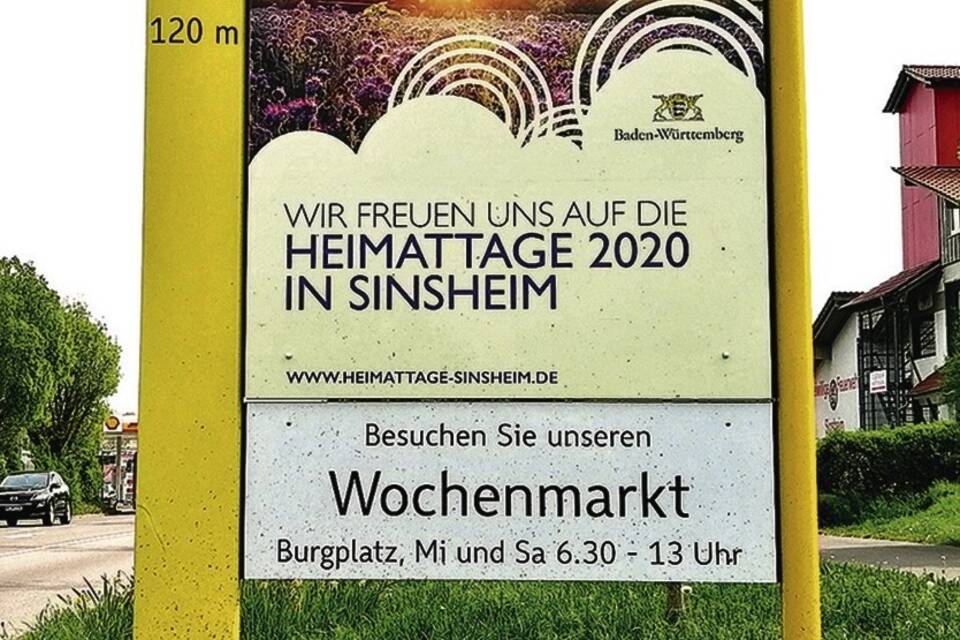 120 m
Baden-Württemberg
WIR FREUEN UNS AUF DIE
HEIMATTAGE 2020
IN SINSHEIM
WWW.HEIMATTAGE-SINSHEIM.DE
Besuchen Sie unseren
Wochenmarkt
Burgplatz, Mi und Sa 6.30 - 13 Uhr
Feuerwehr